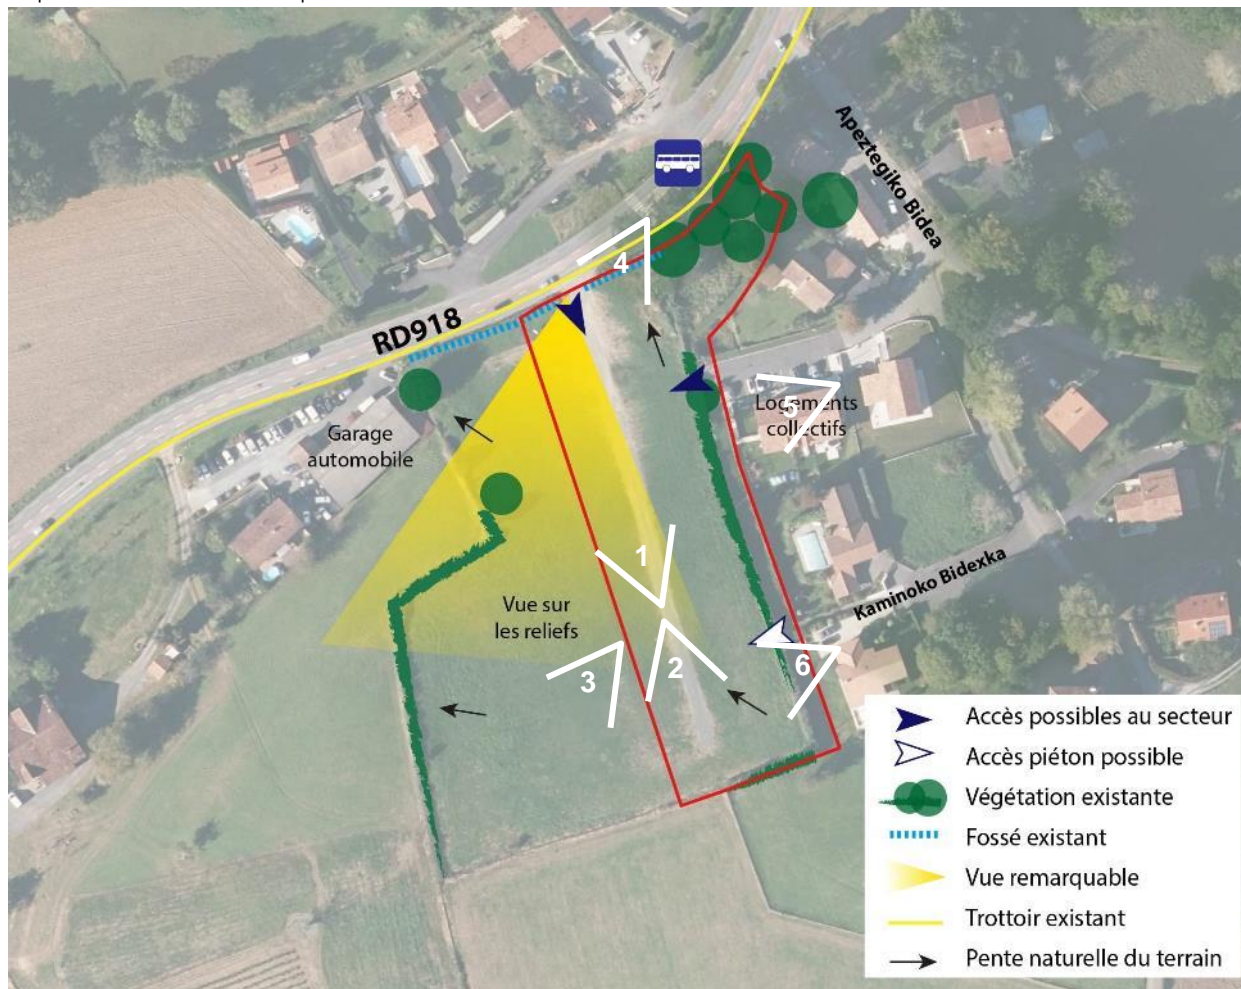 Apeztegiko Bidea
4
RD918
Garage
automobile
5
Logements
collectifs
1
Kaminoko Bidexka
Vue sur
les reliefs
2
3
6
Accès possibles au secteur
Accès piéton possible
Végétation existante
Fossé existant
Vue remarquable
Trottoir existant
Pente naturelle du terrain